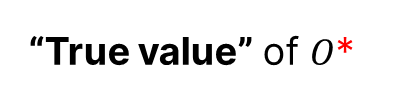 “True value” of O*